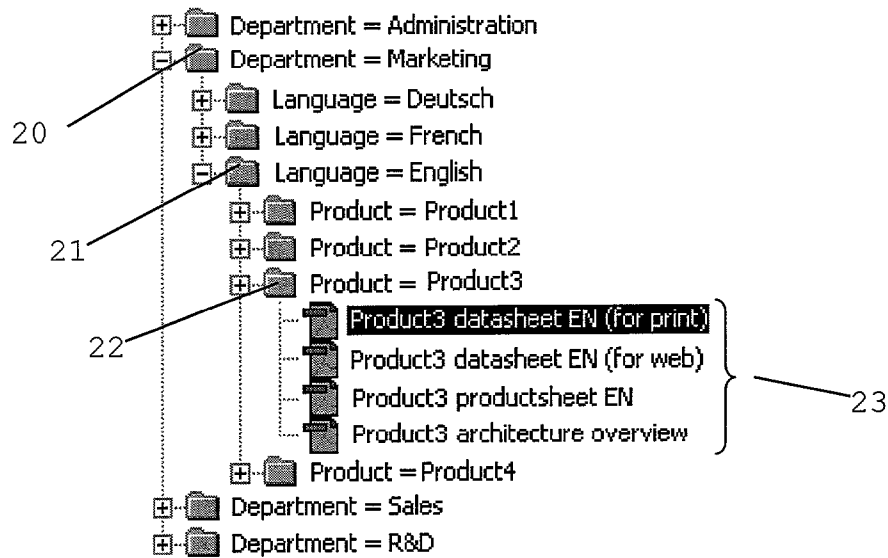 Department = Administration
Department = Marketing
Language = Deutsch
20
Language = French
Language = English
Product = Product1
21
Product = Product2
Product = Product3
Product3 datasheet EN (for print)
22
Product3 datasheet EN (for web)
Product3 productsheet EN
23
Product3 architecture overview
Product =Product4
Department = Sales
Department = R&D